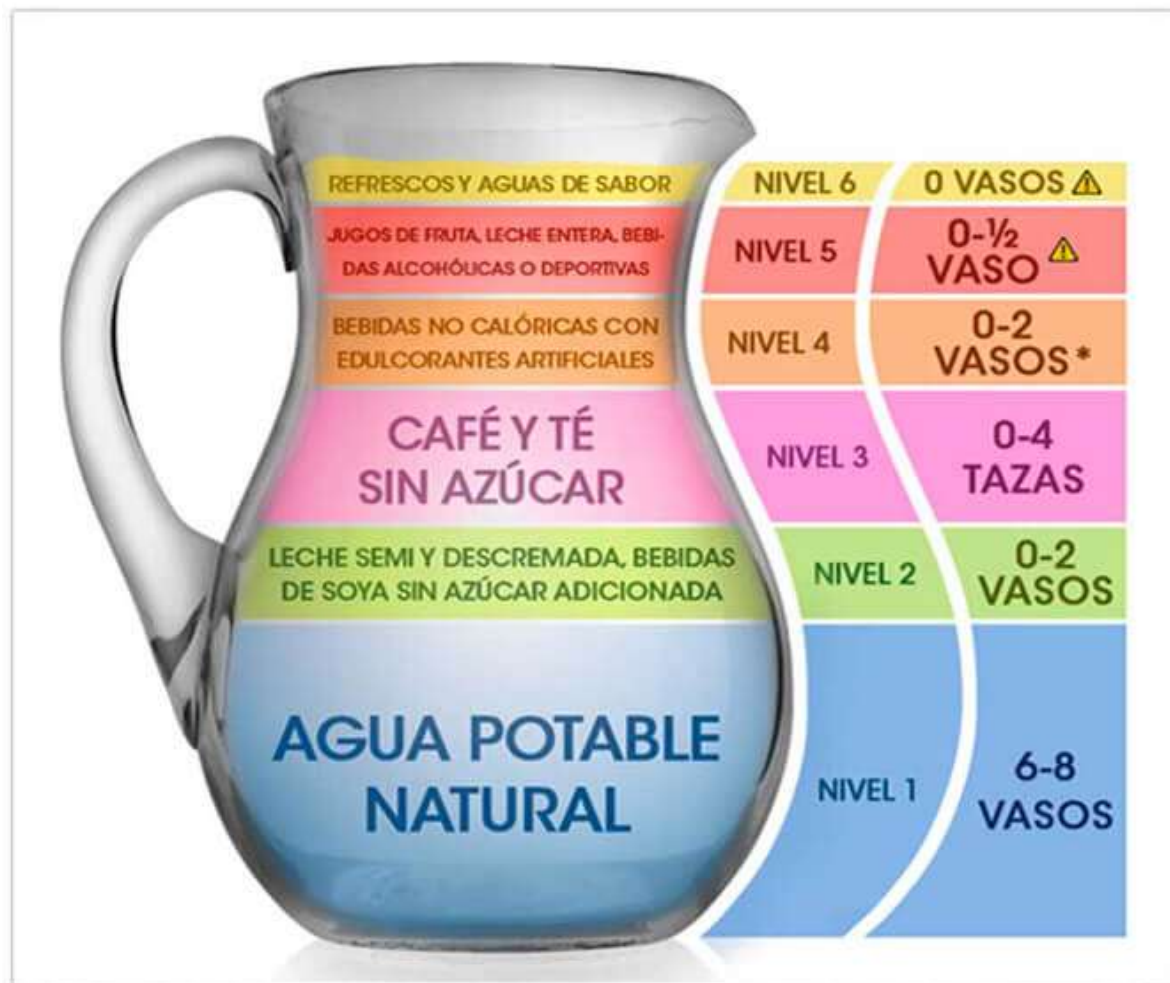 REFRESCOS Y AGUAS DE SABOR
NIVEL 6
0 VASOS
JUGOS DE FRUTA, LECHE ENTERA, BEBI-
DAS ALCOHÓLICAS O DEPORTIVAS
NIVEL 5
0-½
VASO
BEBIDAS NO CALÓRICAS CON
EDULCORANTES ARTIFICIALES
NIVEL 4
0-2
VASOS*
CAFÉ Y TÉ
SIN AZÚCAR
NIVEL 3
0-4
TAZAS
LECHE SEMI Y DESCREMADA, BEBIDAS
DE SOYA SIN AZÚCAR ADICIONADA
NIVEL 2
0-2
VASOS
AGUA POTABLE
NATURAL
NIVEL 1
6-8
VASOS